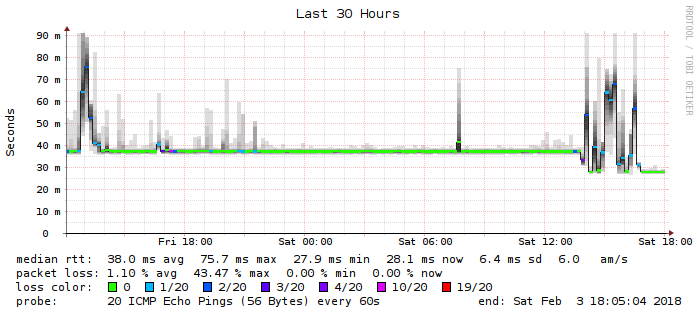 Last 30 Hours
RRDTOOL / TOBI OETIKER
Seconds
90 m
80 m
70 m
60 m
50 m
40 m
30 m
20 m
10 m
0
Fri 18:00 Sat 00:00 Sat 06:00 Sat 12:00 Sat 18:00
median rtt: 38.0 ms avg 75.7 ms max 27.9 ms min 28.1 ms now 6.4 ms sd 6.0 am/s
packet loss: 1.10 % avg 43.47 % max 0.00 % min 0.00 % now
loss color: 0 1/20 2/20 3/20 4/20 10/20 19/20
probe: 20 ICMP Echo Pings (56 Bytes) every 60s end: Sat Feb 3 18:05:04 2018